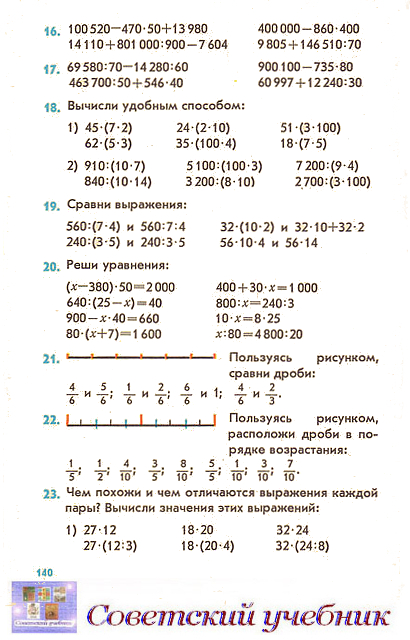 16. 100 520—470·50+13 980 400 000—860·400
14 110+801 000:900—7 604 9 805+146 510:70
17. 69 580:70—14 280:60 900 100—735·80
463 700:50+546·40 60 997+12 240:30
18. Вычисли удобным способом:
1) 45·(7·2) 24·(2·10) 51·(3·100)
62·(5·3) 35·(100·4) 18·(7·5)
2) 910:(10·7) 5 100:(100·3) 7 200:(9·4)
840:(10·14) 3 200:(8·10) 2 700:(3·100)
19. Сравни выражения:
560:(7·4) и 560:7:4 32·(10·2) и 32·10+32·2
240:(3·5) и 240:3·5 56·10·4 и 56·14
20. Реши уравнения:
(x—380)·50=2 000 400+30·x=1 000
640:(25—x)=40 800:x=240:3
900—x·40=660 10·x=8·25
80·(x+7)=1 600 x:80=4 800:20
21. Пользуясь рисунком,
сравни дроби:
4/6 и 5/6; 1/6 и 2/6; 6/6 и 1; 4/6 и 2/3.
22. Пользуясь рисунком,
расположи дроби в по-
рядке возрастания:
1/5; 1/2; 4/10; 3/5; 8/10; 5/5; 1/10; 3/10; 7/10.
23. Чем похожи и чем отличаются выражения каждой
пары? Вычисли значения этих выражений:
1) 27·12 18·20 32·24
27·(12:3) 18·(20·4) 32·(24:8)
140
Советский учебник
Советский учебник